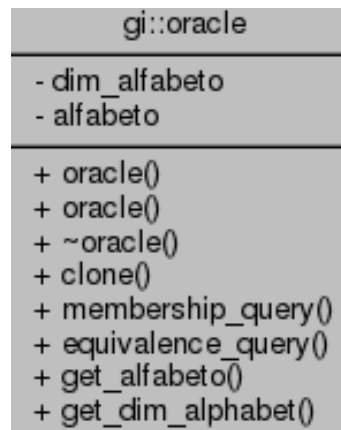 gi::oracle
- dim_alfabeto
- alfabeto
+ oracle()
+ oracle()
+ ~oracle()
+ clone()
+ membership_query()
+ equivalence_query()
+ get_alfabeto()
+ get_dim_alphabet()